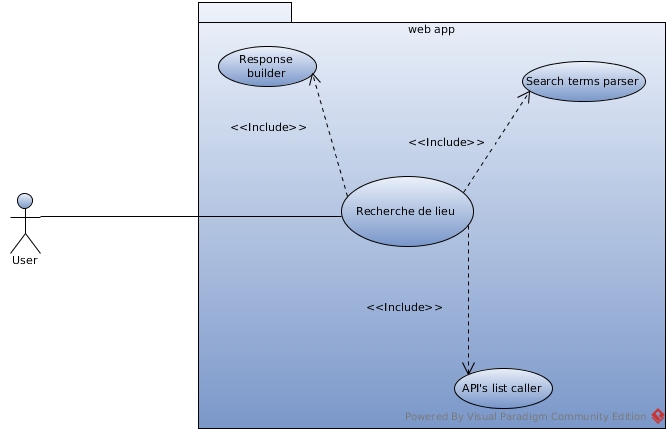 web app
Response
builder
Search terms parser
<<Include>>
<<Include>>
Recherche de lieu
User
<<Include>>
API's list caller
Powered By Visual Paradigm Community Edition